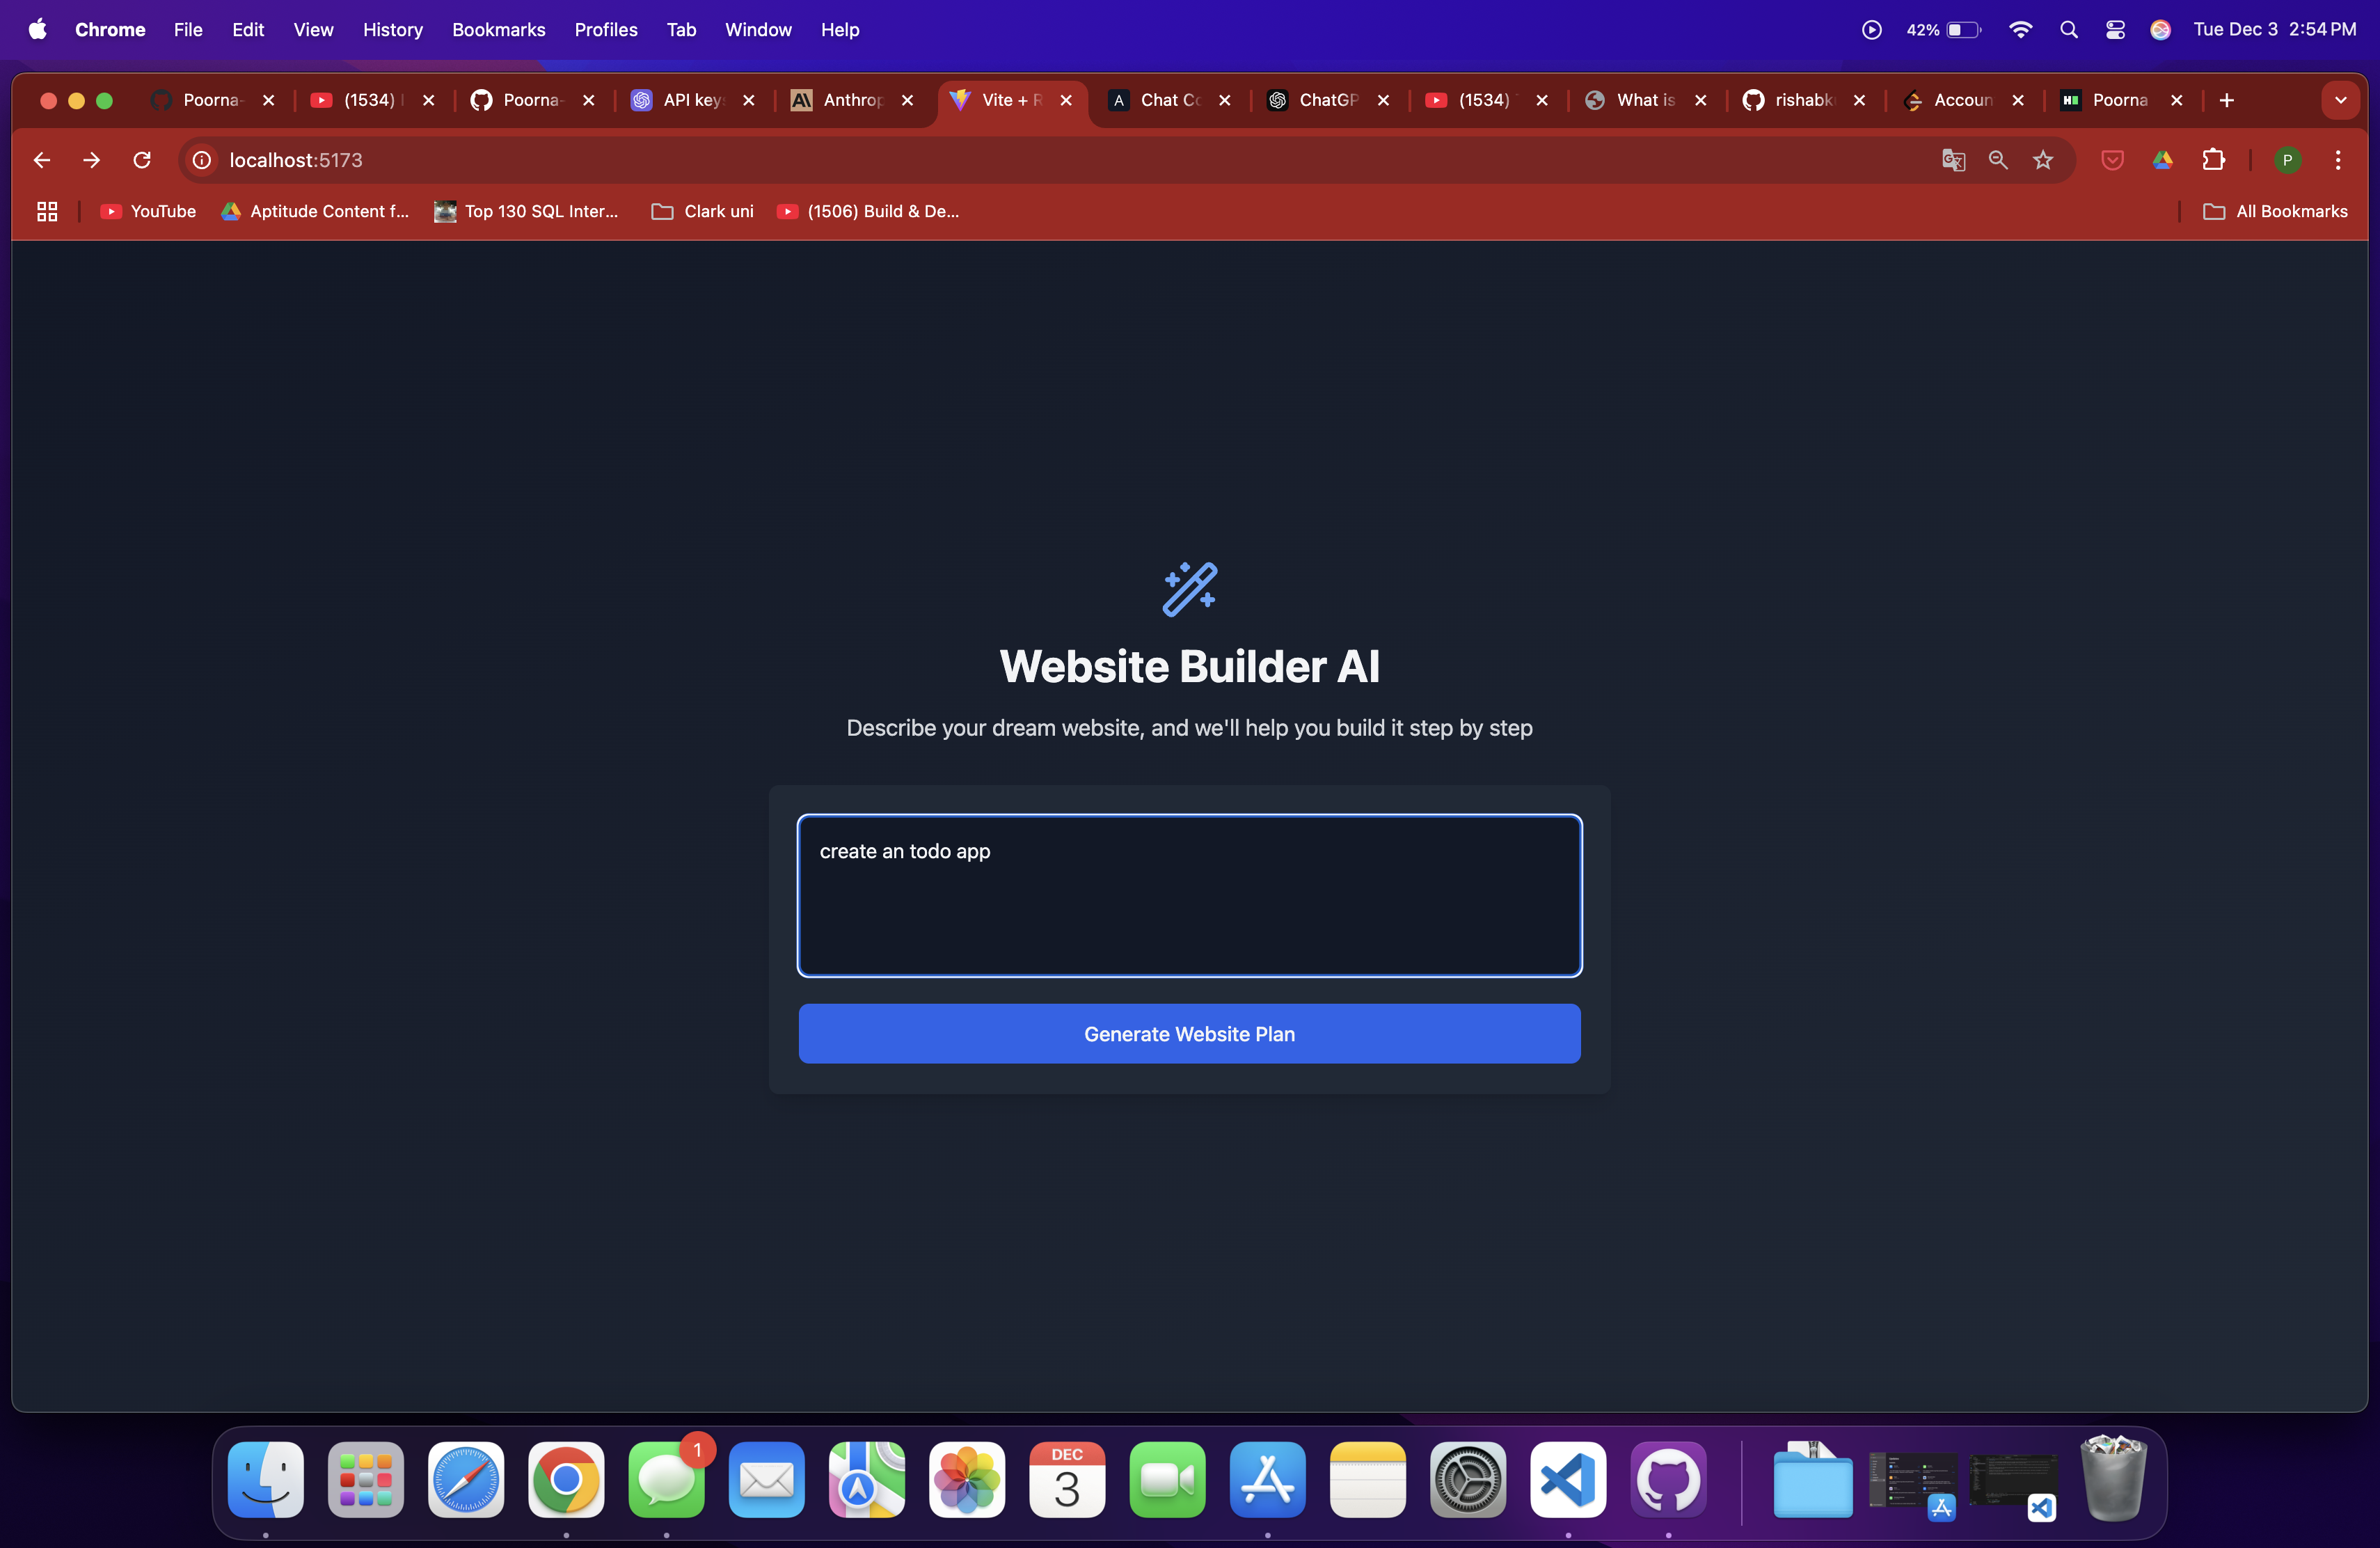 Chrome File Edit View History Bookmarks Profiles Tab Window Help 42% Tue Dec 3 2:54 PM
Poorna- (1534) Poorna- API key Anthrop Vite + R Chat Co ChatGP (1534) What is rishabk Accoun Poorna
localhost:5173 P
YouTube Aptitude Content f... Top 130 SQL Inter... Clark uni (1506) Build & De... All Bookmarks
Website Builder AI
Describe your dream website, and we'll help you build it step by step
create an todo app
Generate Website Plan
1
DEC
3